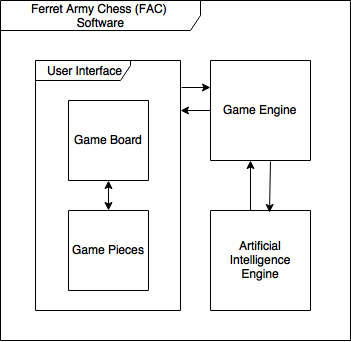 Ferret Army Chess (FAC)
Software
User Interface
Game Board
Game Pieces
Game Engine
Artificial
Intelligence
Engine